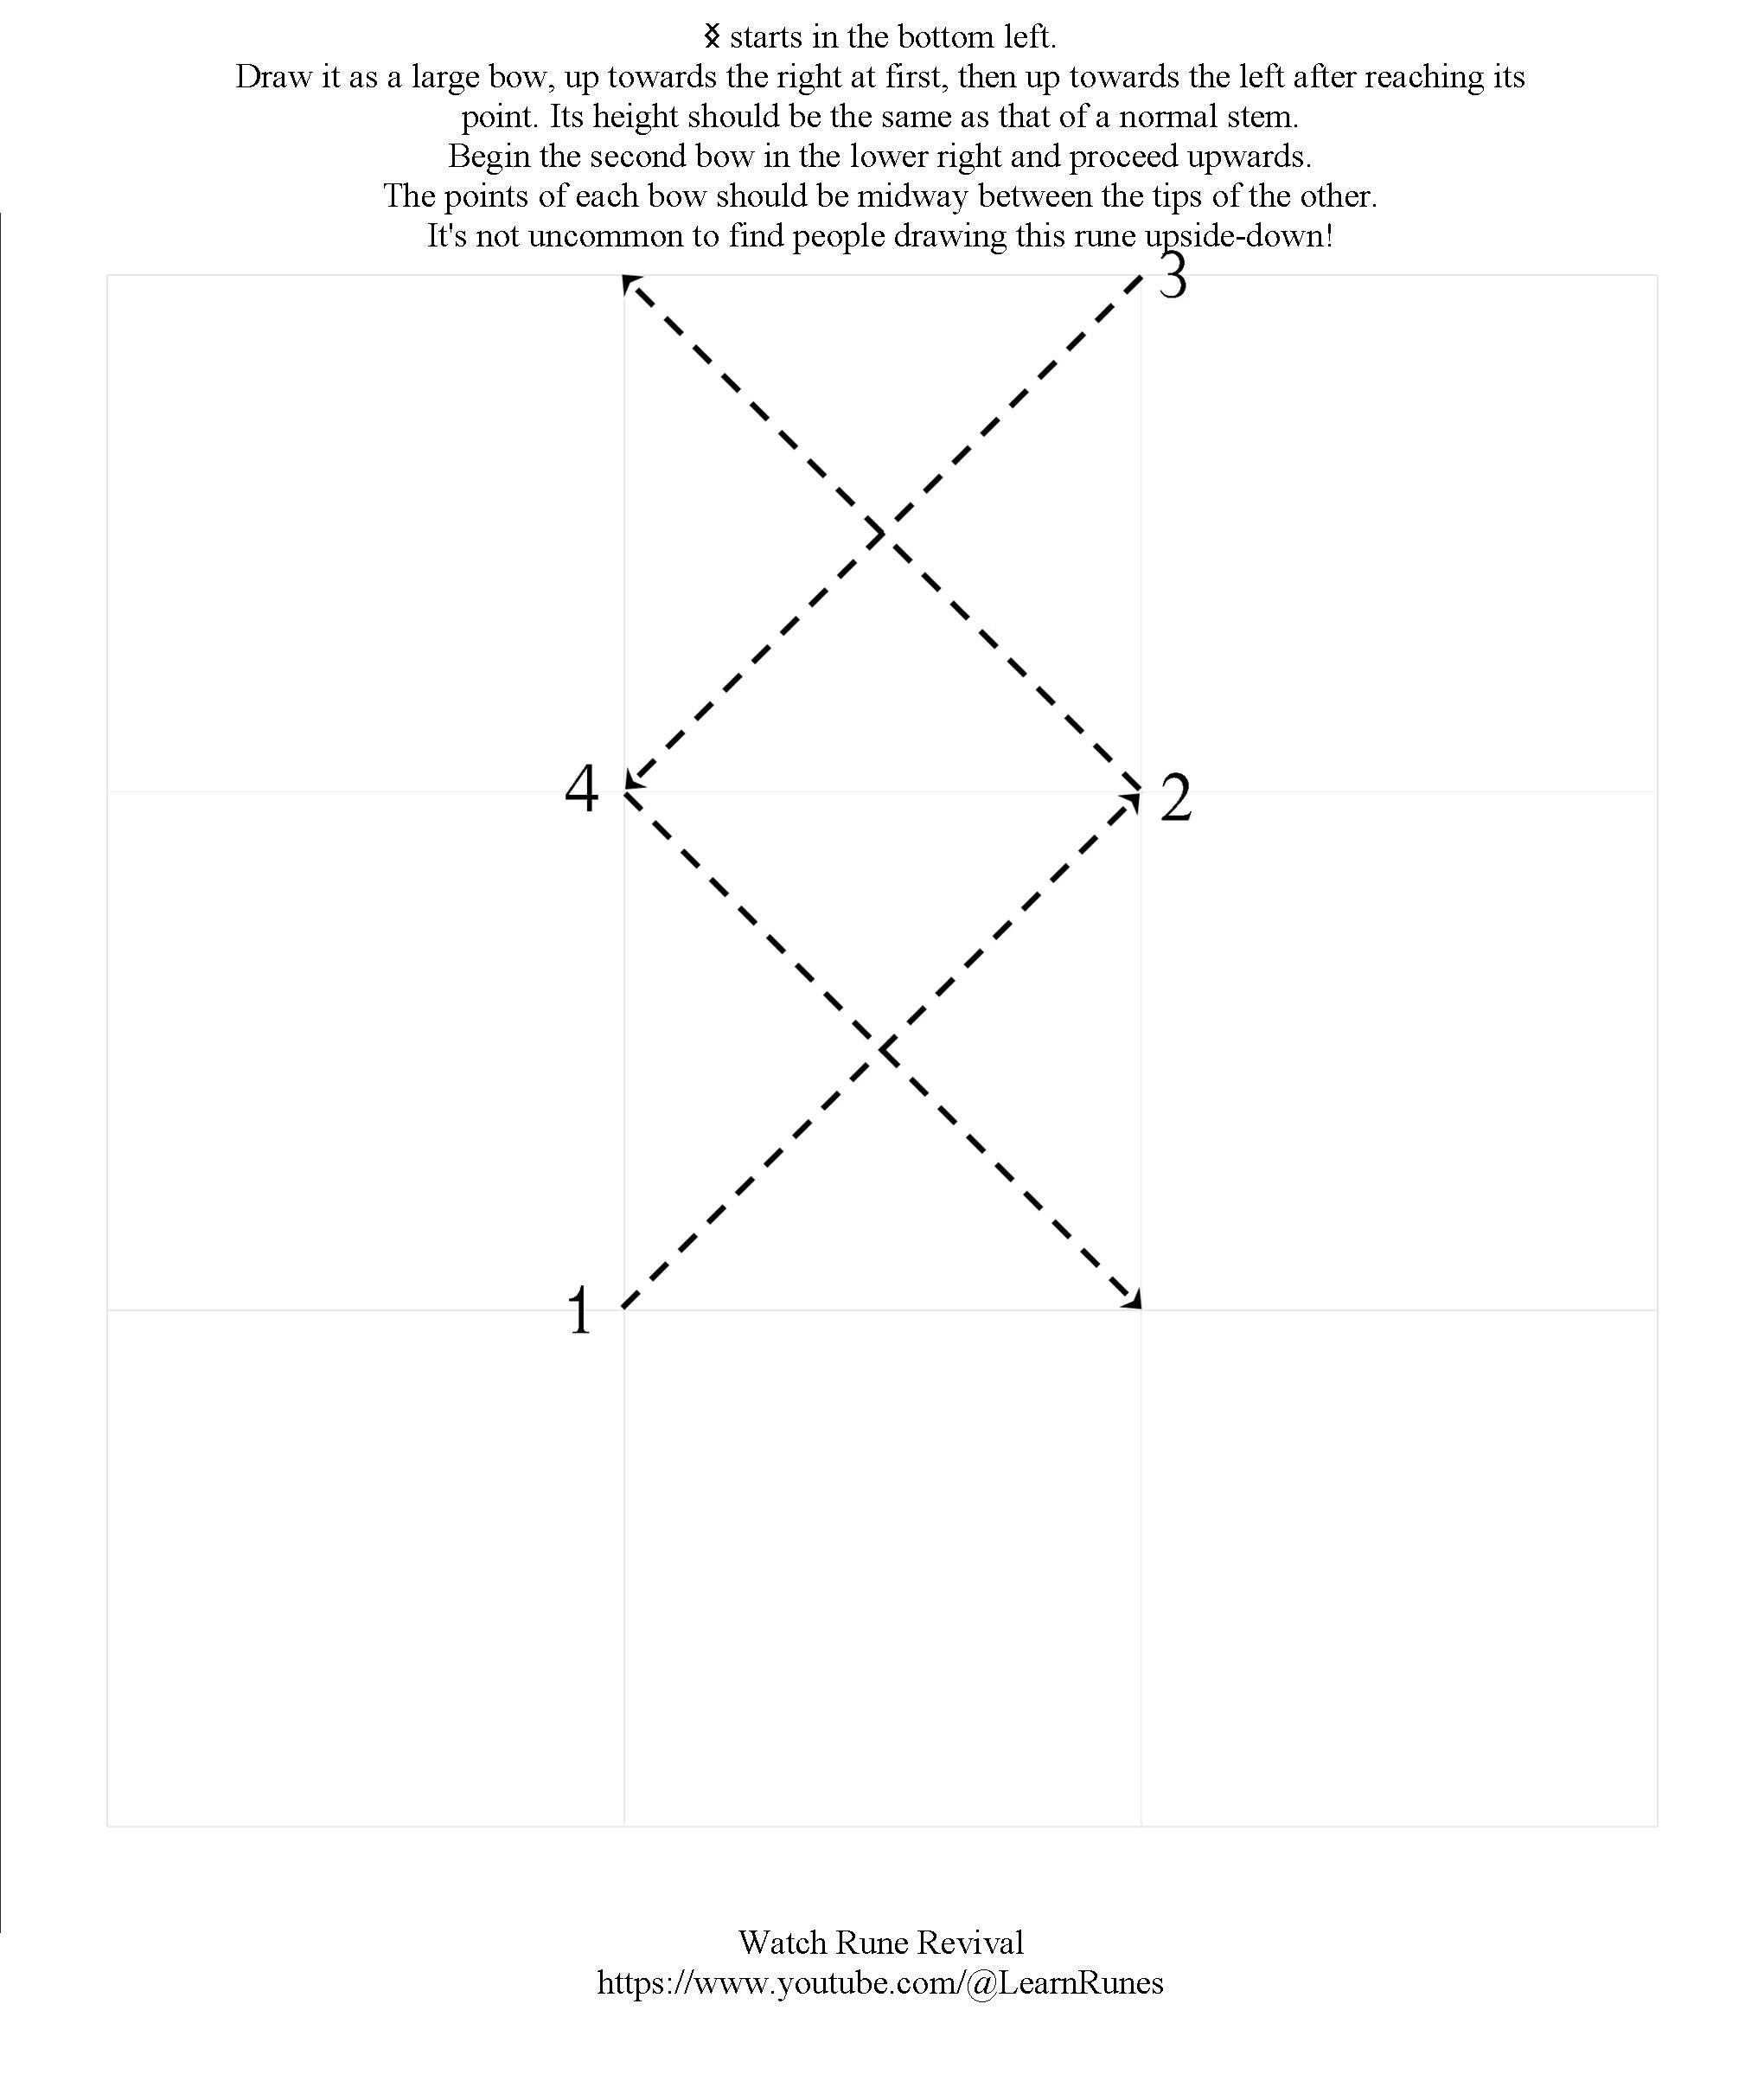 ᛝ starts in the bottom left.
Draw it as a large bow, up towards the right at first, then up towards the left after reaching its
point. Its height should be the same as that of a normal stem.
Begin the second bow in the lower right and proceed upwards.
The points of each bow should be midway between the tips of the other.
It's not uncommon to find people drawing this rune upside-down!
3
4 2
1
Watch Rune Revival
https://www.youtube.com/@LearnRunes